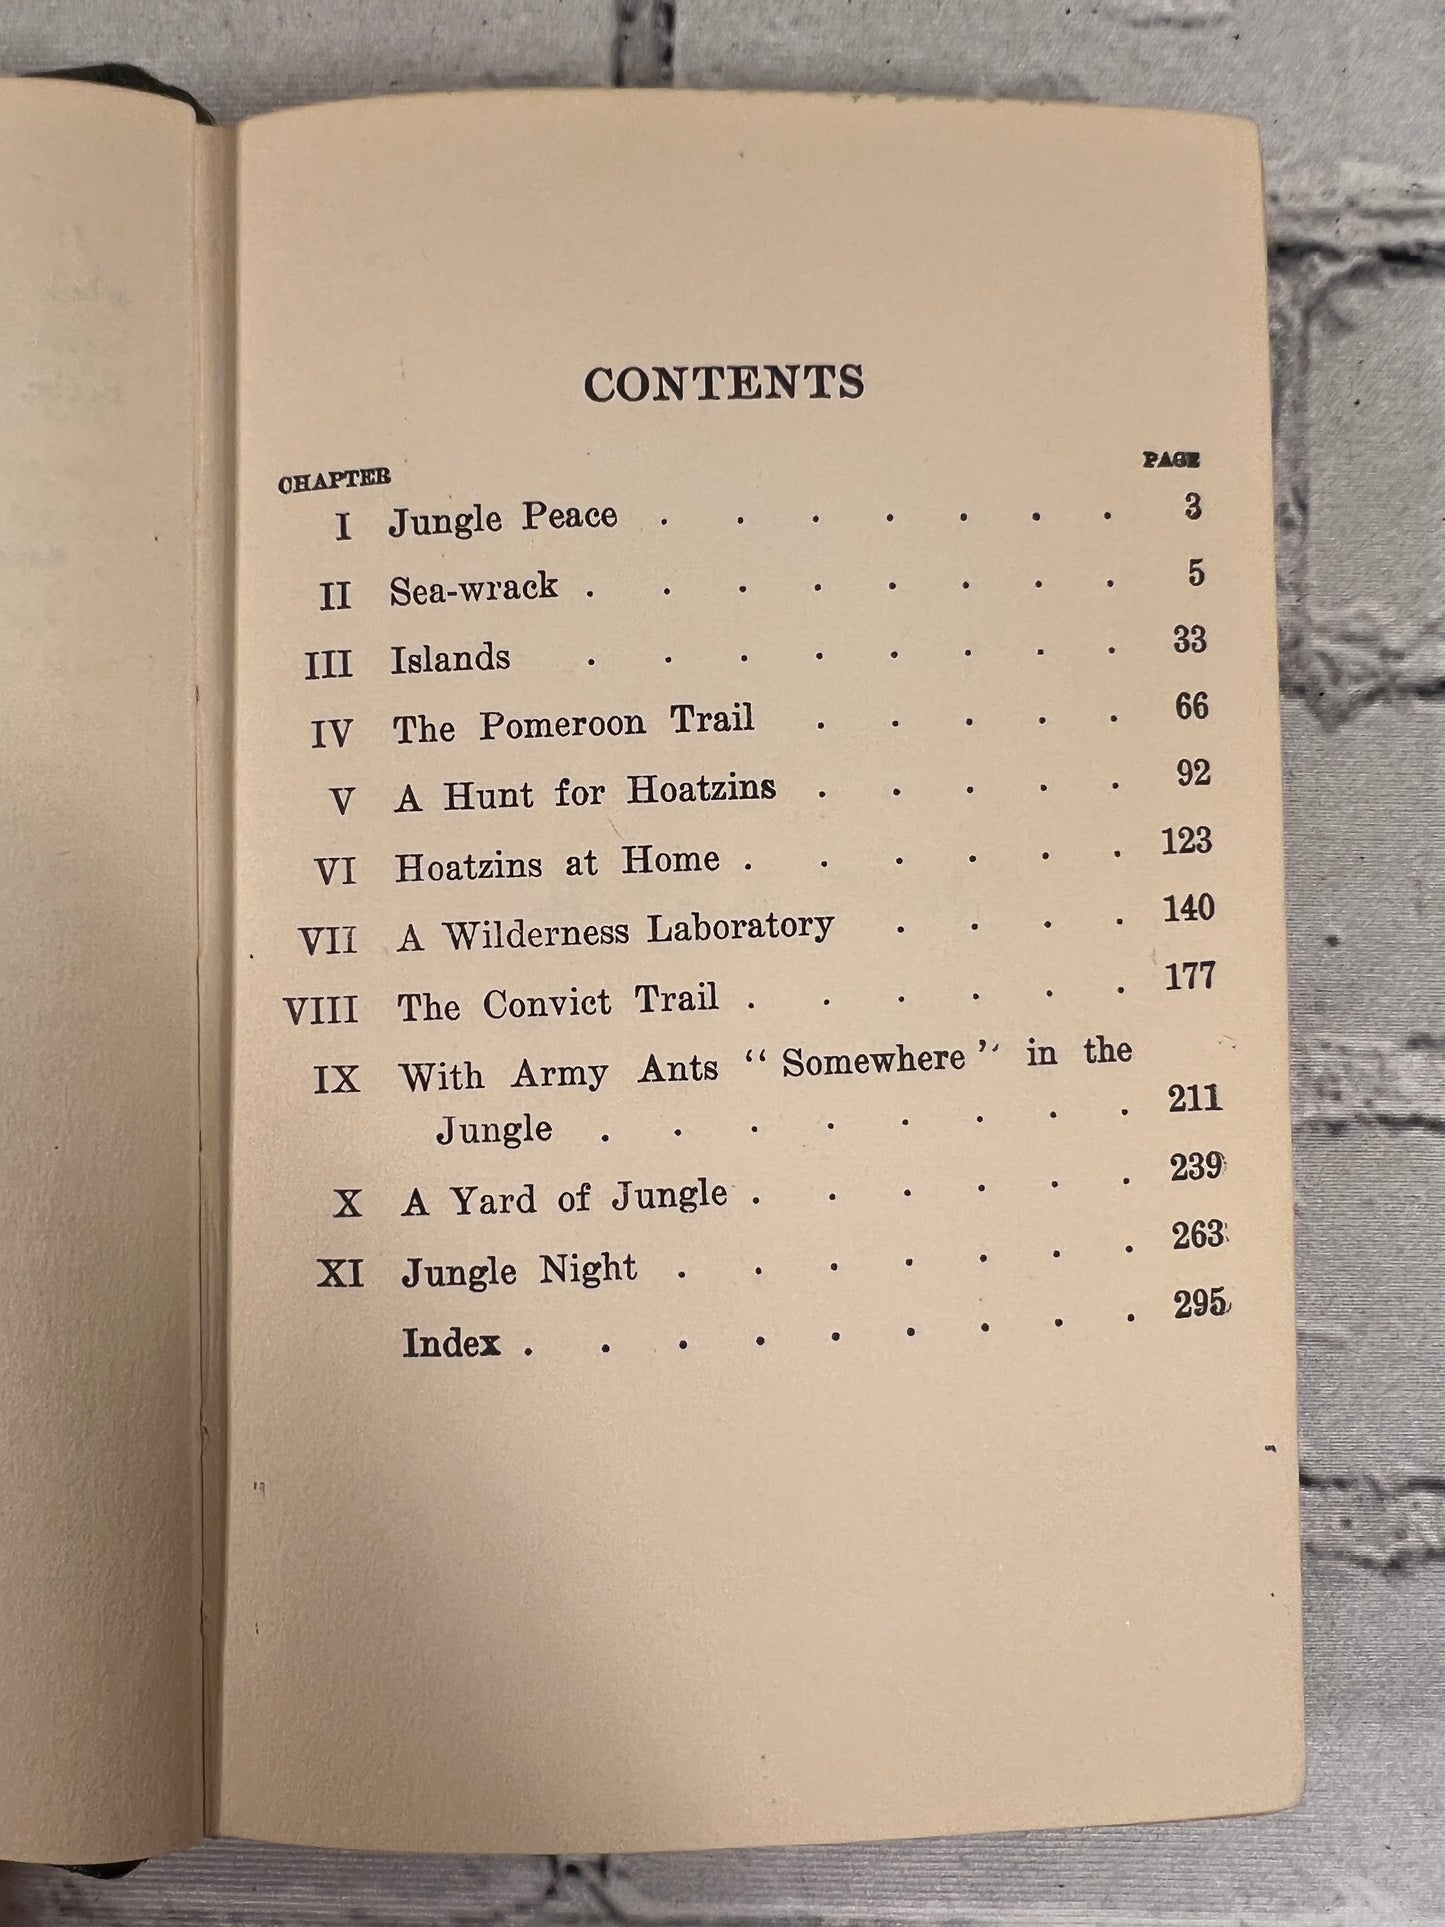 CONTENTS
CHAPTER PAGE
I Jungle Peace . . . . . . . 3
II Sea-wrack . . . . . . . . 5
III Islands . . . . . . . . 33
IV The Pomeroon Trail . . . . . 66
V A Hunt for Hoatzins . . . . . 92
VI Hoatzins at Home . . . . . . 123
VII A Wilderness Laboratory . . . . 140
VIII The Convict Trail . . . . . . 177
IX With Army Ants “Somewhere” in the
Jungle . . . . . . . . 211
X A Yard of Jungle . . . . . . 239
XI Jungle Night . . . . . . . 263
Index . . . . . . . . . 295